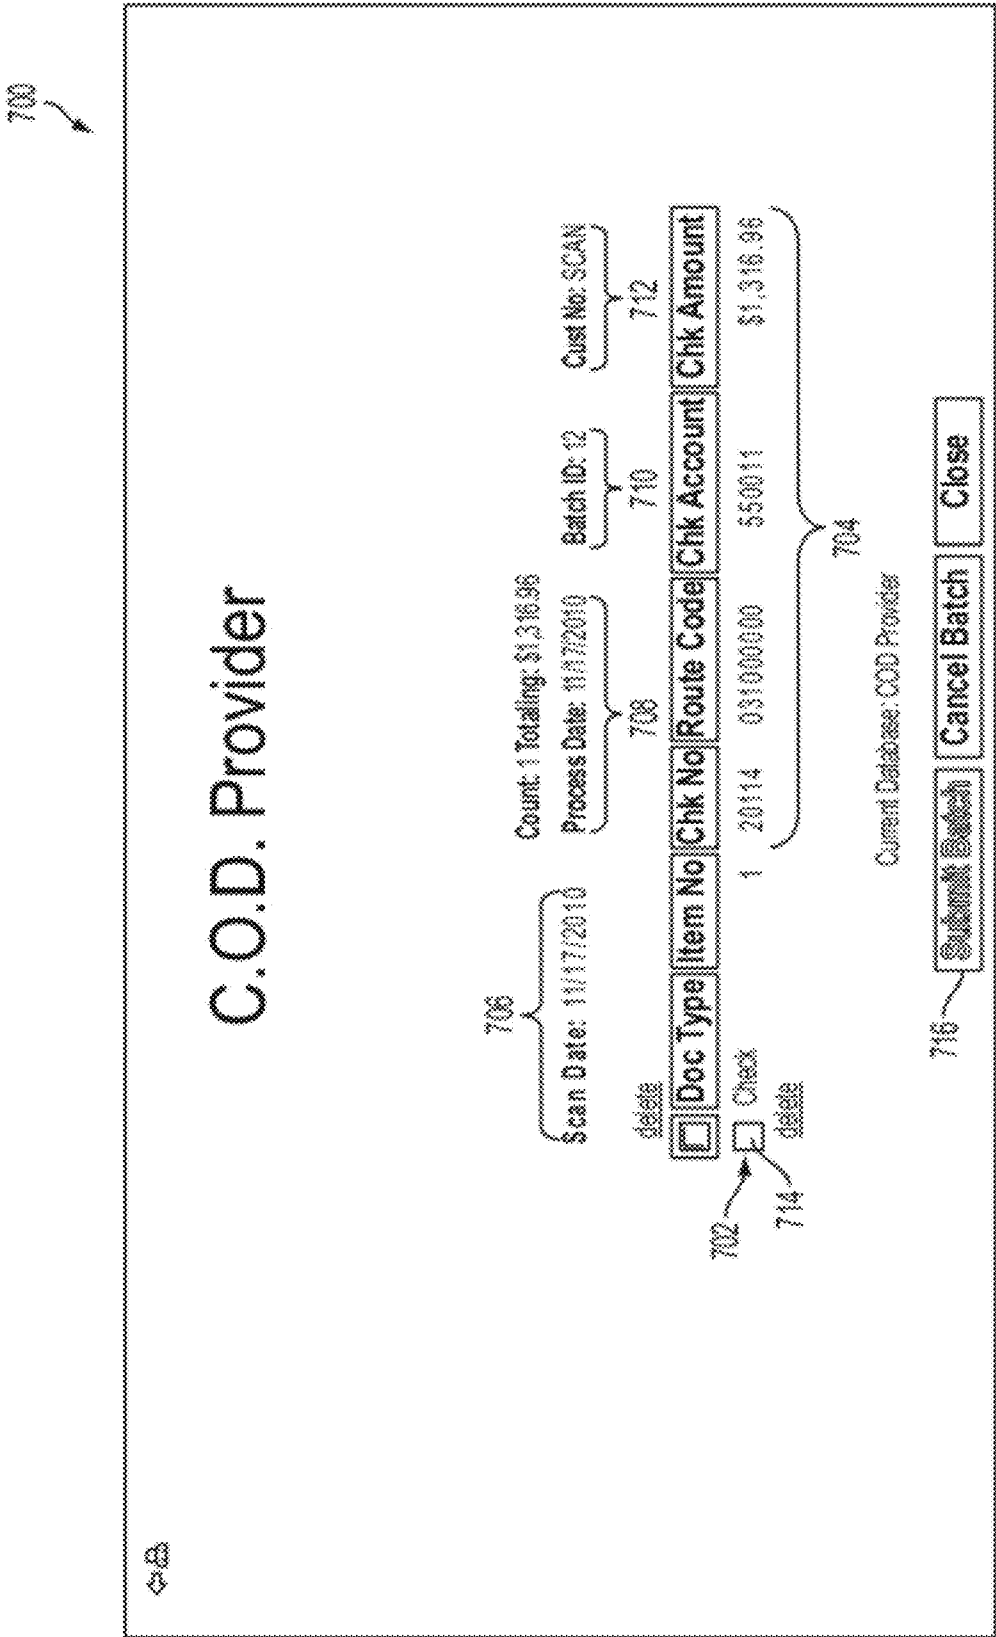 700
C.O.D. Provider
Count: 1 Totaling: $1,316.96
706
Scan Date: 11/17/2010 Process Date: 11/17/2010 Batch ID: 12 Cust No: SCAN
708 710 712
delete
Doc Type Item No Chk No Route Code Chk Account Chk Amount
Check 1 20114 031000000 550011 $1,316.96
delete
702
714
704
Current Database: COD Provider
Submit Batch Cancel Batch Close
716